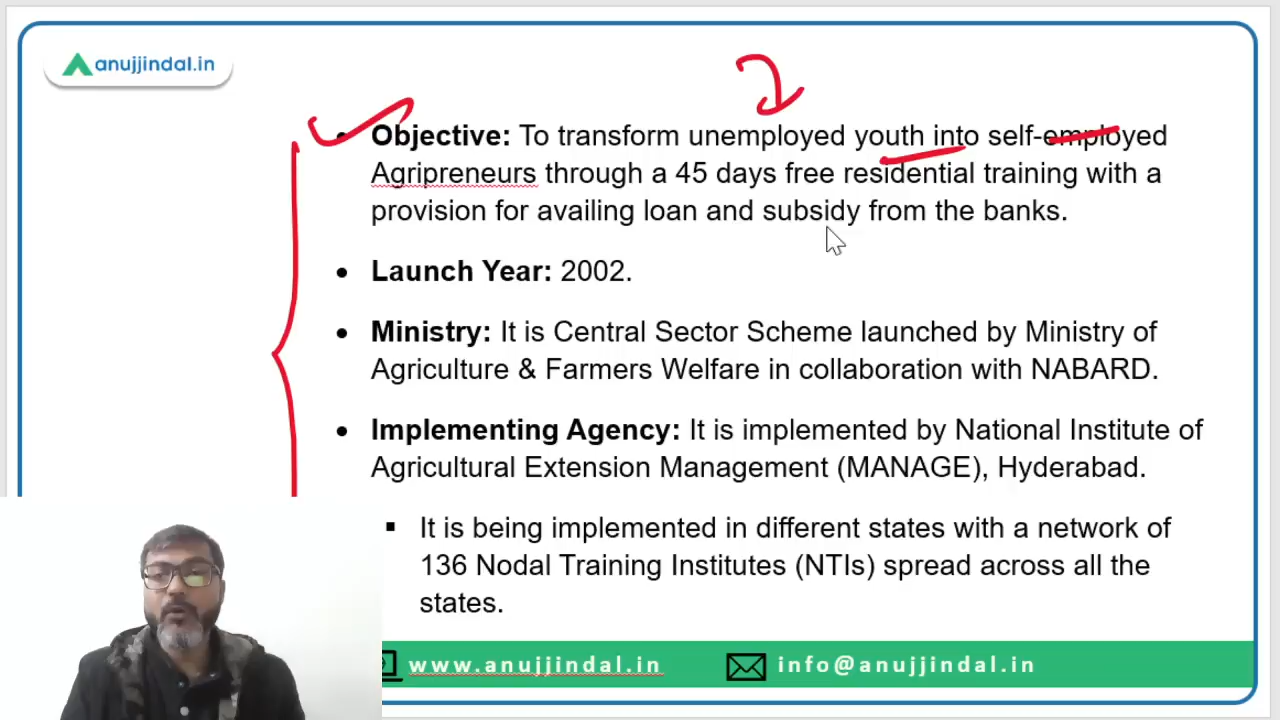 anujjindal.in
• Objective: To transform unemployed youth into self-employed
Agripreneurs through a 45 days free residential training with a
provision for availing loan and subsidy from the banks.
• Launch Year: 2002.
• Ministry: It is Central Sector Scheme launched by Ministry of
Agriculture & Farmers Welfare in collaboration with NABARD.
• Implementing Agency: It is implemented by National Institute of
Agricultural Extension Management (MANAGE), Hyderabad.
▪ It is being implemented in different states with a network of
136 Nodal Training Institutes (NTIs) spread across all the
states.
www.anujjindal.in info@anujjindal.in